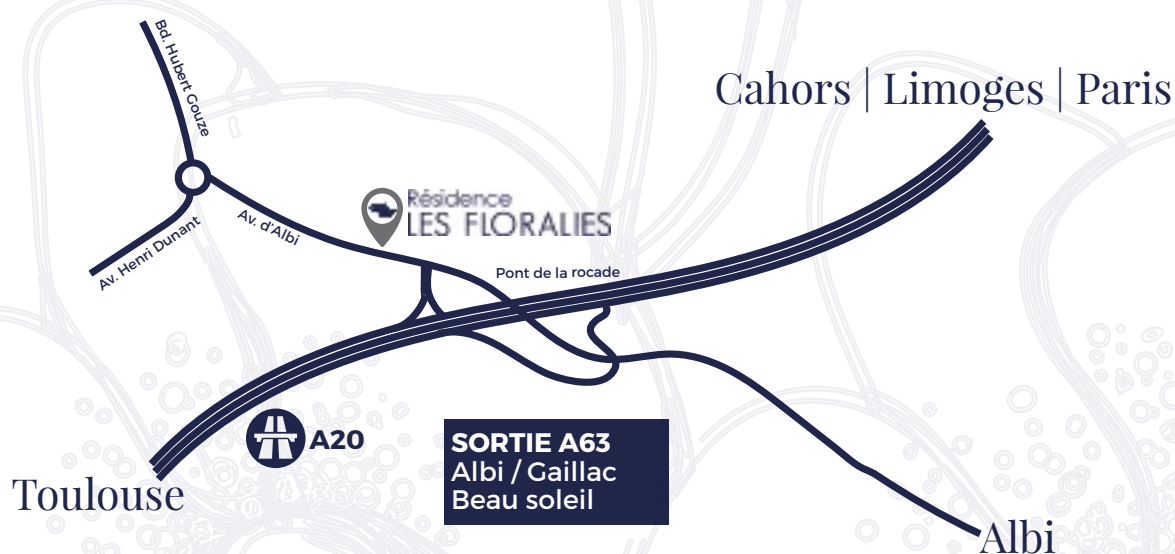 Bd. Hubert Gouze
Cahors | Limoges | Paris
Résidence
LES FLORALIES
Av. d'Albi
Av. Henri Dunant
Pont de la rocade
A20
SORTIE A63
Albi / Gaillac
Beau soleil
Toulouse
Albi